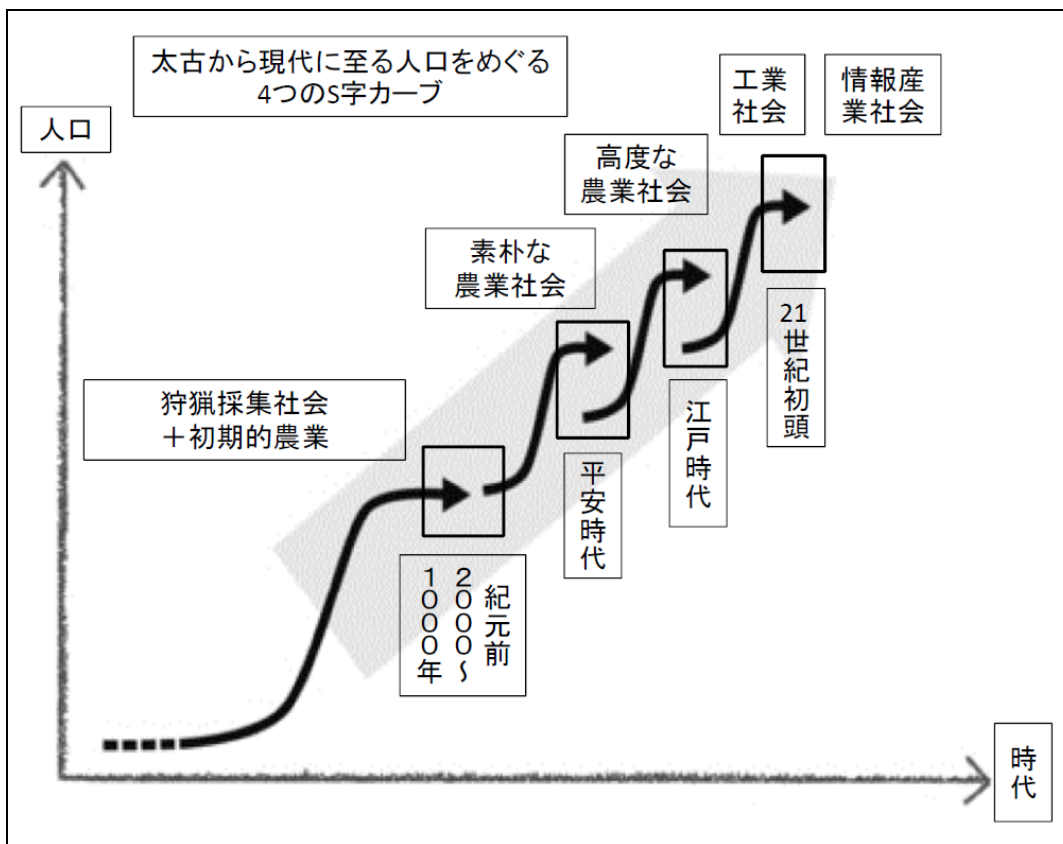 太古から現代に至る人口をめぐる
4つのS字カーブ
人口
工業
社会
情報産
業社会
高度な
農業社会
素朴な
農業社会
狩猟採集社会
＋初期的農業
紀元前
２０００～
１０００年
平安時代
江戸時代
21世紀初頭
時代